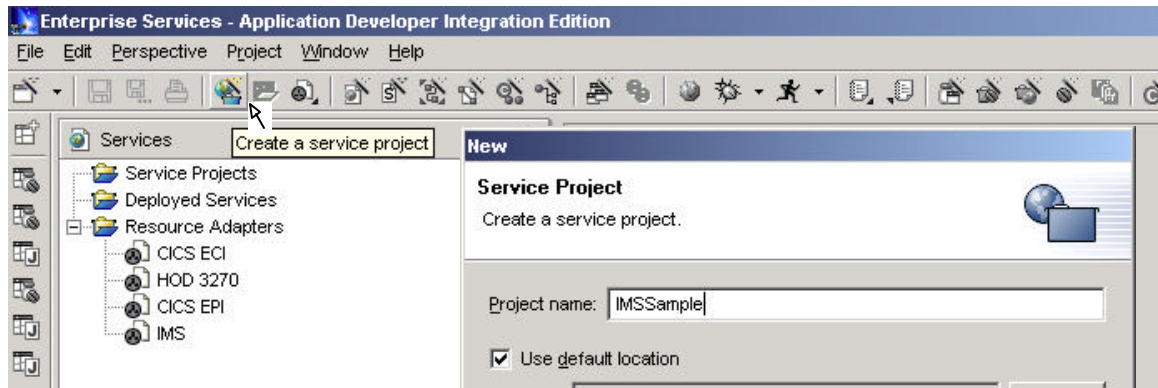 Enterprise Services - Application Developer Integration Edition
File Edit Perspective Project Window Help
Services
Create a service project
Service Projects
Deployed Services
Resource Adapters
CICS ECI
HOD 3270
CICS EPI
IMS
New
Service Project
Create a service project.
Project name: IMSSample
Use default location